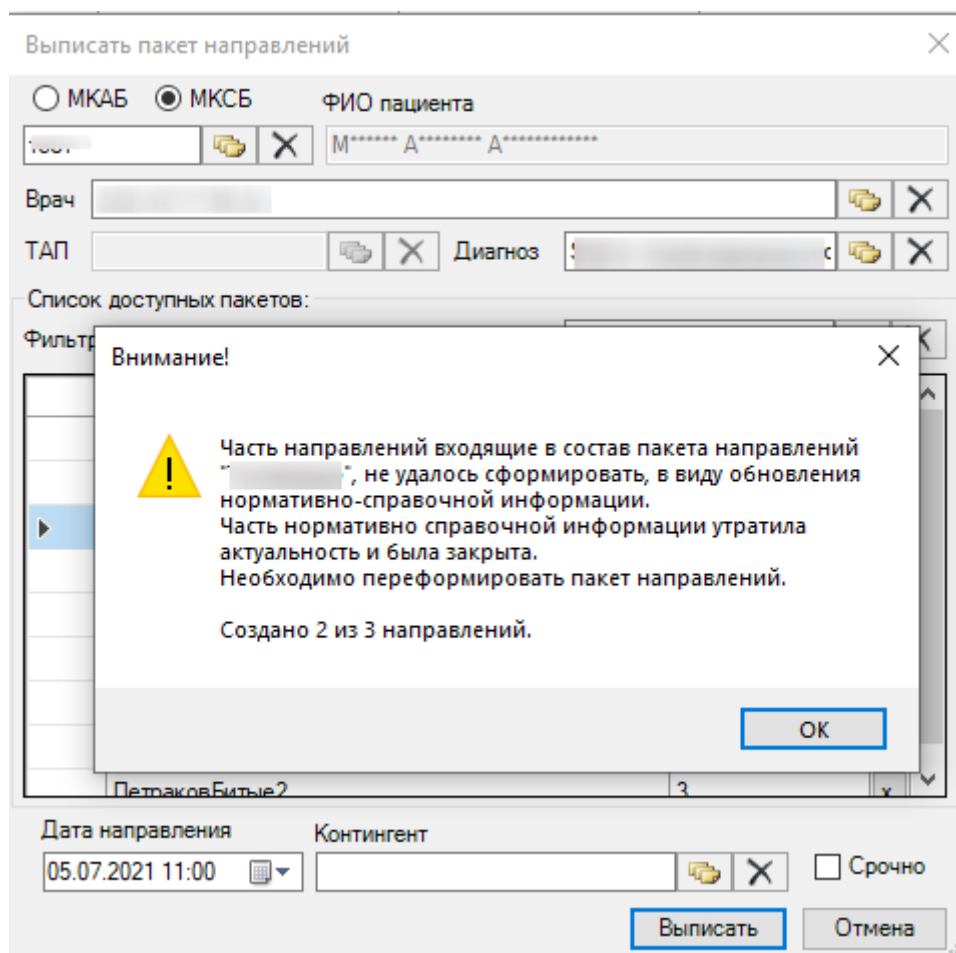 Выписать пакет направлений
МКАБ МКСБ ФИО пациента
M****** A******** A************
Врач
ТАП Диагноз
Список доступных пакетов:
Внимание!
Часть направлений входящие в состав пакета направлений
" ", не удалось сформировать, в виду обновления
нормативно-справочной информации.
Часть нормативно справочной информации утратила
актуальность и была закрыта.
Необходимо переформировать пакет направлений.
Создано 2 из 3 направлений.
OK
ПетраковБитые2 3 x
Дата направления Контингент
05.07.2021 11:00 Срочно
Выписать Отмена